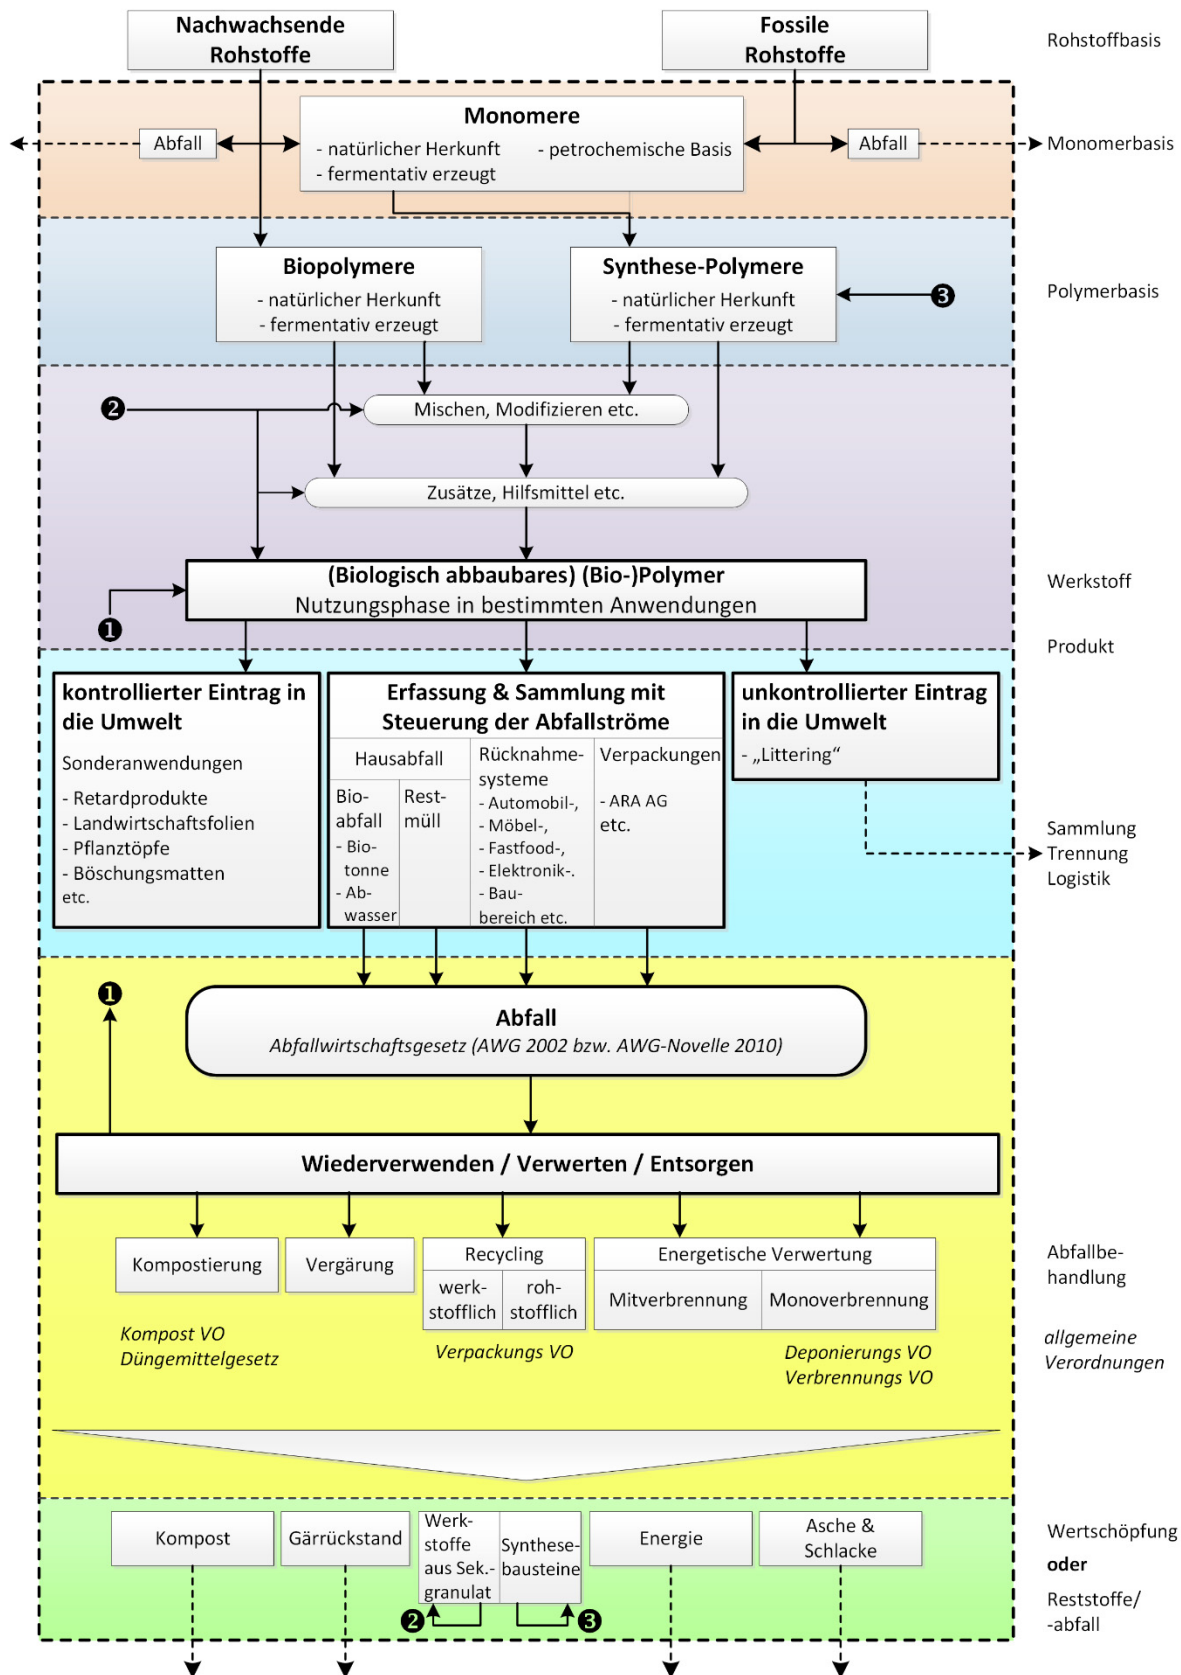 Nachwachsende
Rohstoffe
Fossile
Rohstoffe
Rohstoffbasis
Monomere
- natürlicher Herkunft
- fermentativ erzeugt
- petrochemische Basis
Abfall
Abfall
Monomerbasis
Biopolymere
- natürlicher Herkunft
- fermentativ erzeugt
Synthese-Polymere
- natürlicher Herkunft
- fermentativ erzeugt
3
Polymerbasis
2
Mischen, Modifizieren etc.
Zusätze, Hilfsmittel etc.
(Biologisch abbaubares) (Bio-)Polymer
Nutzungsphase in bestimmten Anwendungen
1
Werkstoff
Produkt
kontrollierter Eintrag in
die Umwelt
Sonderanwendungen
- Retardprodukte
- Landwirtschaftsfolien
- Pflanztöpfe
- Böschungsmatten
etc.
Erfassung & Sammlung mit
Steuerung der Abfallströme
Hausabfall
Bio-
abfall
- Bio-
tonne
- Ab-
wasser
Rest-
müll
Rücknahme-
systeme
- Automobil-,
- Möbel-,
- Fastfood-,
- Elektronik-.
- Bau-
bereich etc.
Verpackungen
- ARA AG
etc.
unkontrollierter Eintrag
in die Umwelt
- „Littering“
Sammlung
Trennung
Logistik
1
Abfall
Abfallwirtschaftsgesetz (AWG 2002 bzw. AWG-Novelle 2010)
Wiederverwenden / Verwerten / Entsorgen
Kompostierung
Vergärung
Recycling
werk-
stofflich
roh-
stofflich
Energetische Verwertung
Mitverbrennung
Monoverbrennung
Abfallbe-
handlung
Kompost VO
Düngemittelgesetz
Verpackungs VO
Deponierungs VO
Verbrennungs VO
allgemeine
Verordnungen
Kompost
Gärrückstand
Werk-
stoffe
aus Sek.-
granulat
Synthese-
bausteine
Energie
Asche &
Schlacke
2
3
Wertschöpfung
oder
Reststoffe/
-abfall